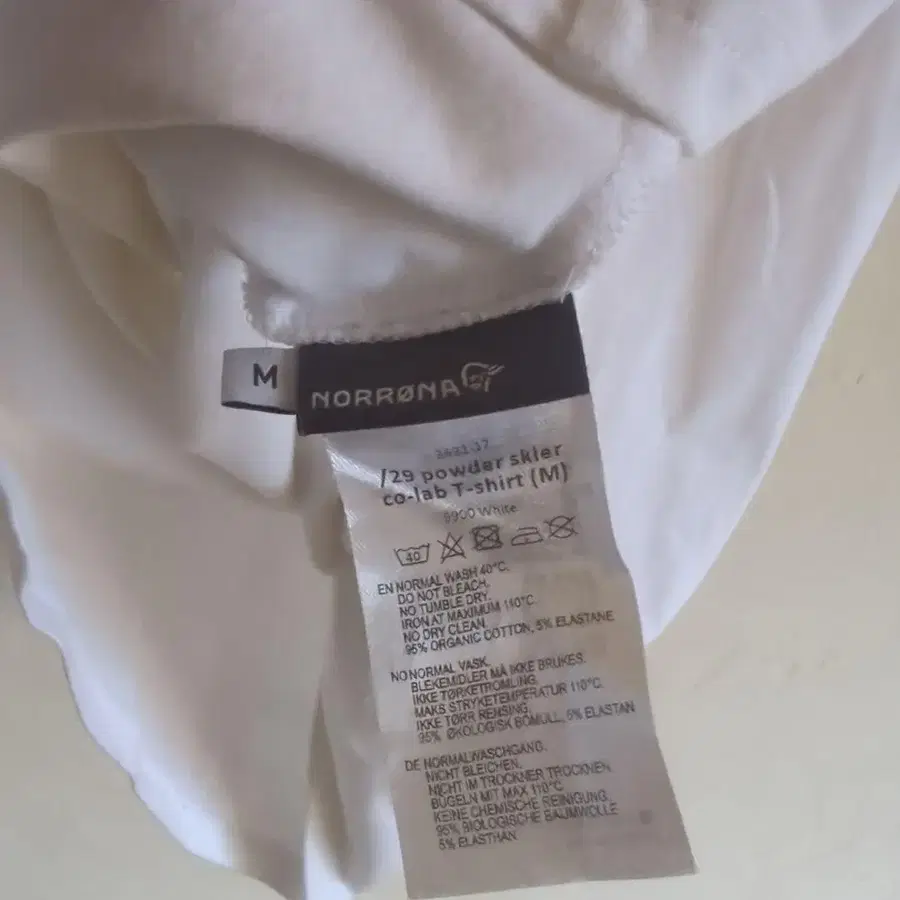 M
NORRØNA
/29 powder skier
co-lab T-shirt (M)
9900 White
40
EN NORMAL WASH 40°C.
DO NOT BLEACH.
NO TUMBLE DRY.
IRON AT MAXIMUM 110°C.
NO DRY CLEAN.
95% ORGANIC COTTON, 5% ELASTANE
NO NORMAL VASK.
BLEKEMIDLER MÅ IKKE BRUKES.
IKKE TØRKETROMLING.
MAKS STRYKETEMPERATUR 110°C.
IKKE TØRR RENSING.
95% ØKOLOGISK BOMULL, 5% ELASTAN
DE NORMALWASCHGANG.
NICHT BLEICHEN.
NICHT IM TROCKNER TROCKNEN.
BÜGELN MIT MAX 110°C
KEINE CHEMISCHE REINIGUNG.
95% BIOLOGISCHE BAUMWOLLE
5% ELASTHAN